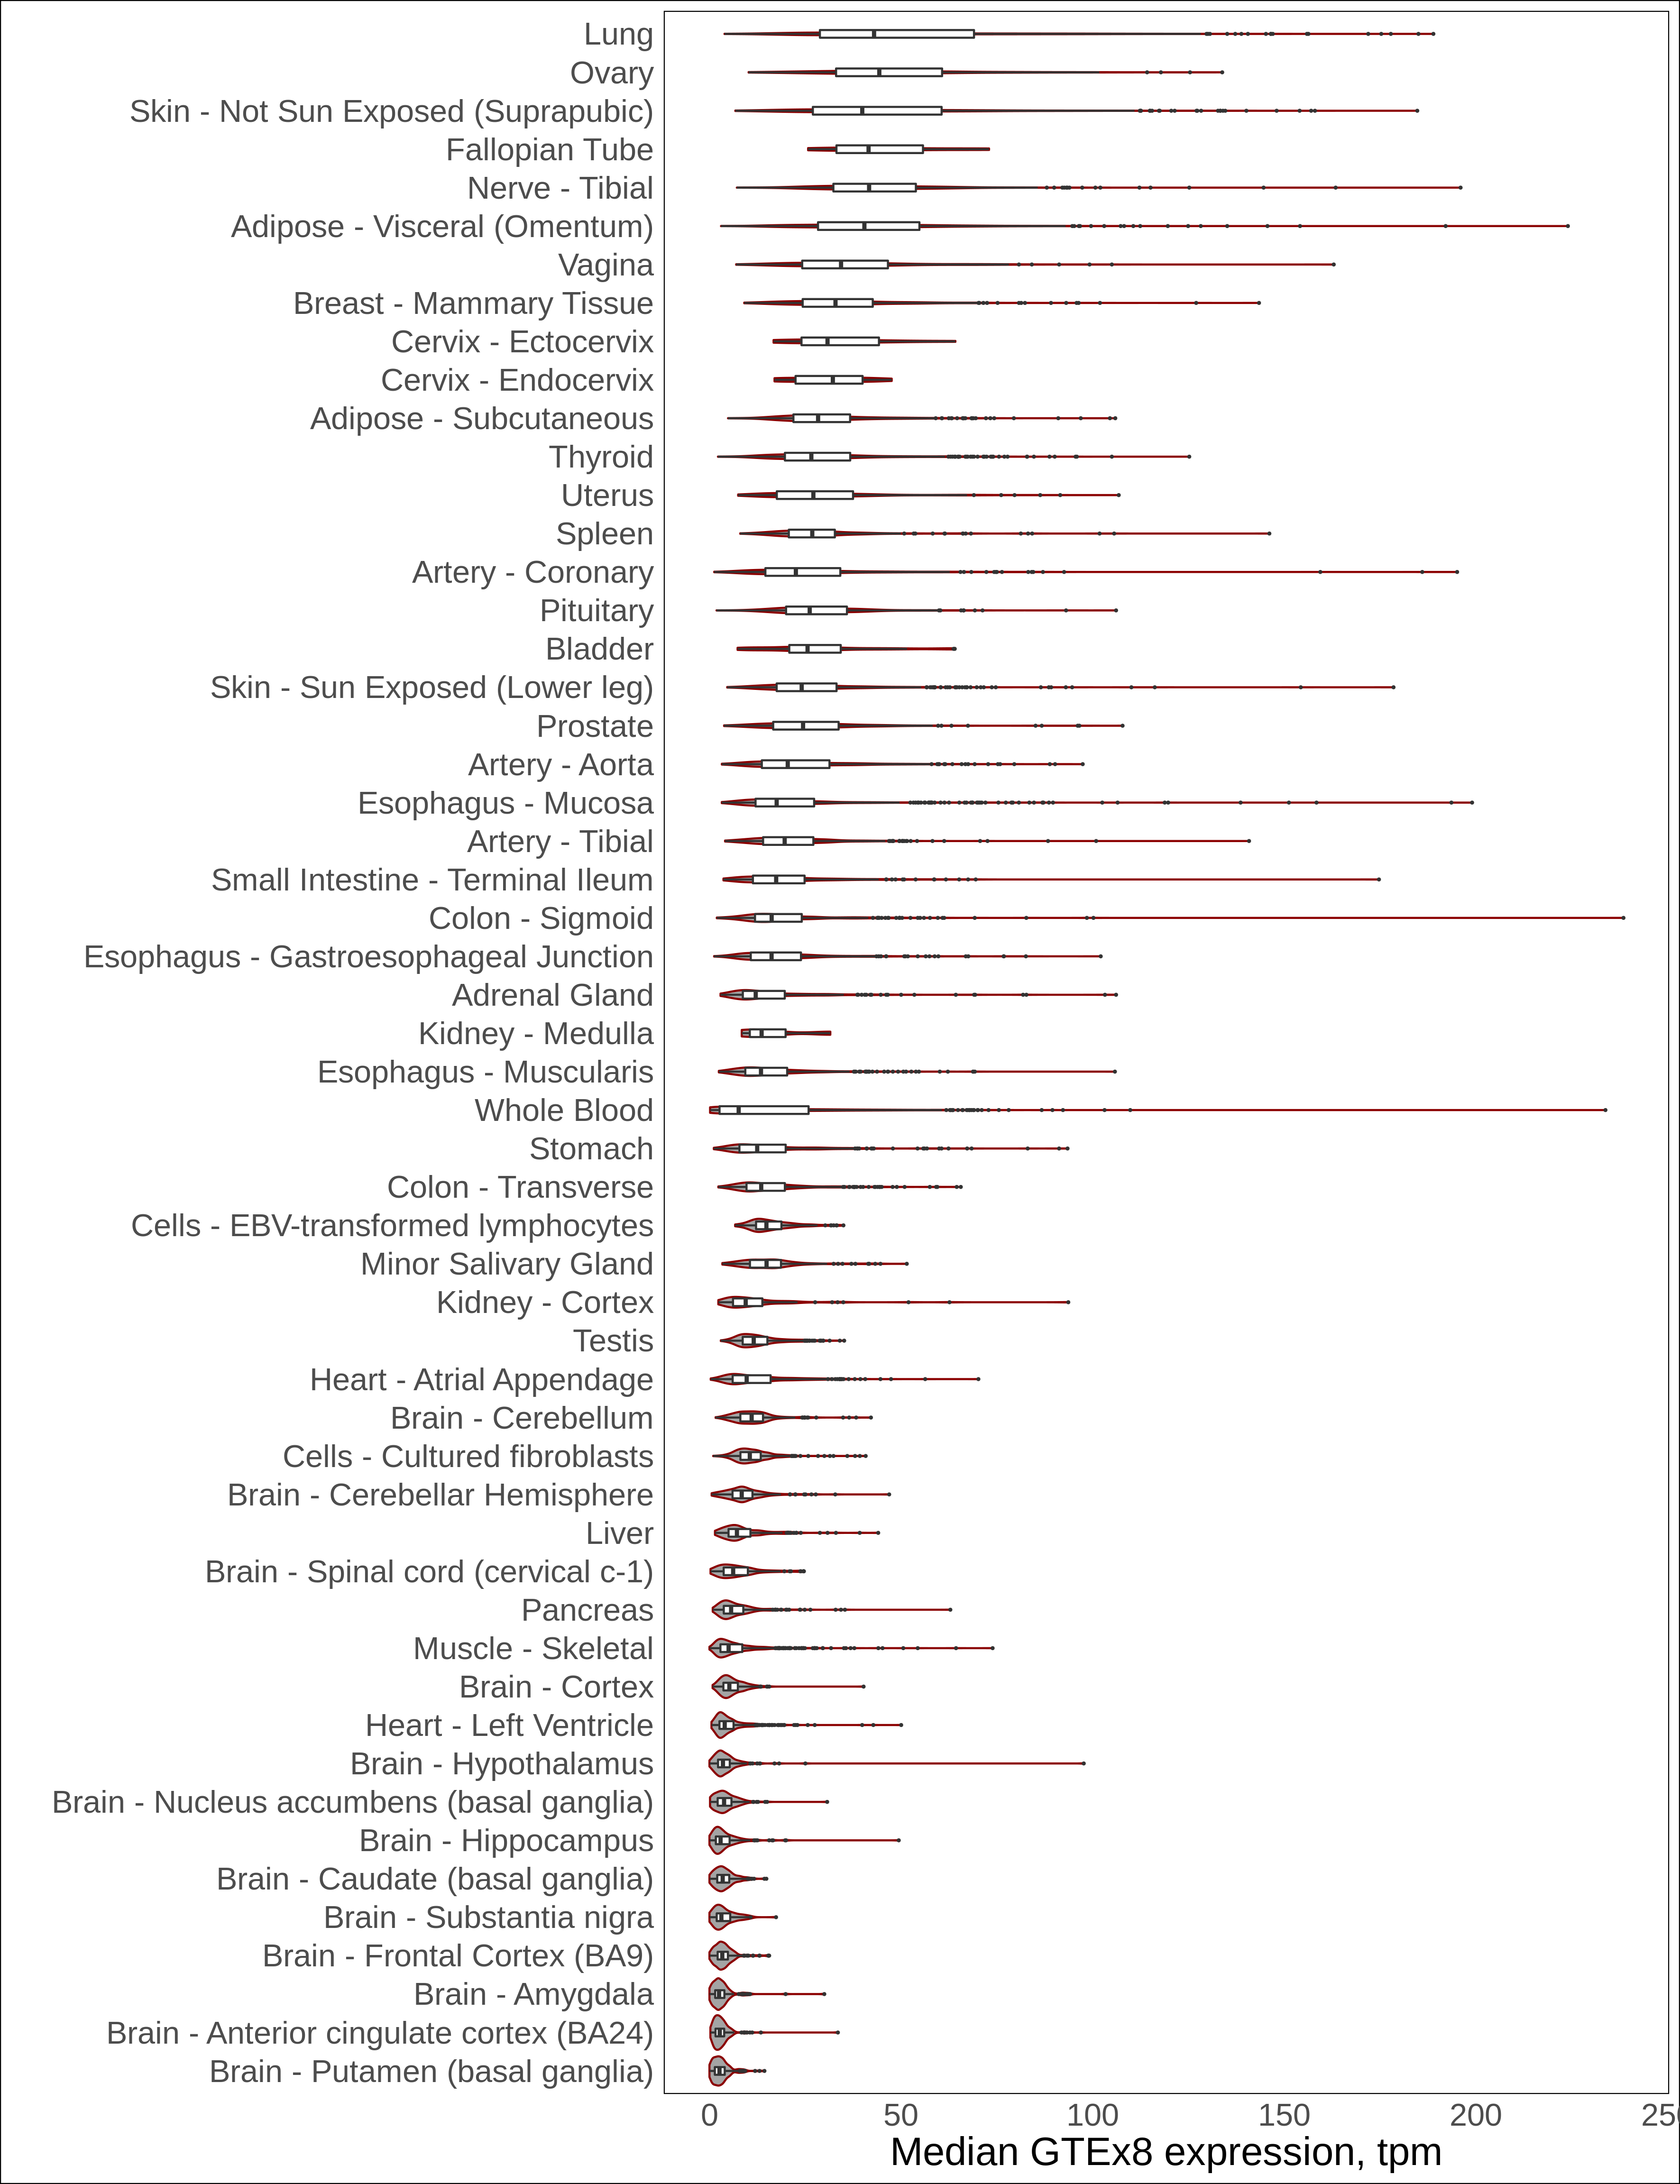 Lung
Ovary
Skin - Not Sun Exposed (Suprapubic)
Fallopian Tube
Nerve - Tibial
Adipose - Visceral (Omentum)
Vagina
Breast - Mammary Tissue
Cervix - Ectocervix
Cervix - Endocervix
Adipose - Subcutaneous
Thyroid
Uterus
Spleen
Artery - Coronary
Pituitary
Bladder
Skin - Sun Exposed (Lower leg)
Prostate
Artery - Aorta
Esophagus - Mucosa
Artery - Tibial
Small Intestine - Terminal Ileum
Colon - Sigmoid
Esophagus - Gastroesophageal Junction
Adrenal Gland
Kidney - Medulla
Esophagus - Muscularis
Whole Blood
Stomach
Colon - Transverse
Cells - EBV-transformed lymphocytes
Minor Salivary Gland
Kidney - Cortex
Testis
Heart - Atrial Appendage
Brain - Cerebellum
Cells - Cultured fibroblasts
Brain - Cerebellar Hemisphere
Liver
Brain - Spinal cord (cervical c-1)
Pancreas
Muscle - Skeletal
Brain - Cortex
Heart - Left Ventricle
Brain - Hypothalamus
Brain - Nucleus accumbens (basal ganglia)
Brain - Hippocampus
Brain - Caudate (basal ganglia)
Brain - Substantia nigra
Brain - Frontal Cortex (BA9)
Brain - Amygdala
Brain - Anterior cingulate cortex (BA24)
Brain - Putamen (basal ganglia)
0 50 100 150 200
Median GTEx8 expression, tpm